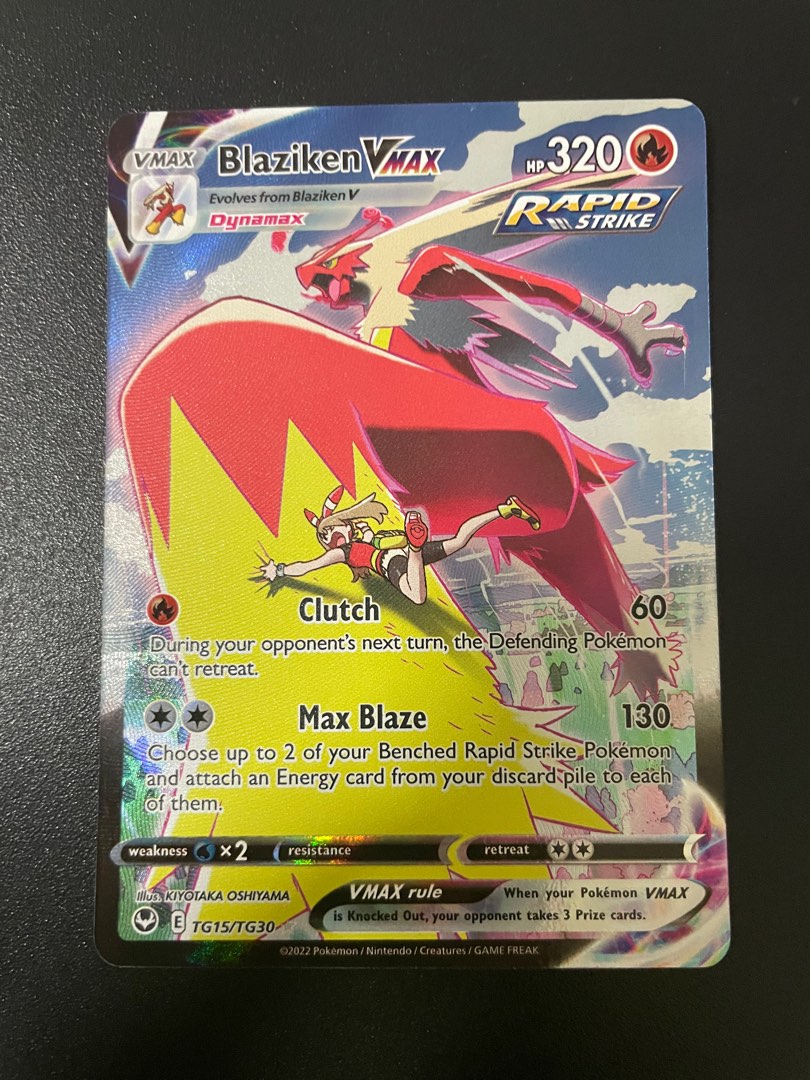 VMAX
Blaziken VMAX
HP 320
Evolves from Blaziken V
Dynamax
RAPID
STRIKE
Clutch 60
During your opponent's next turn, the Defending Pokémon
can't retreat.
Max Blaze 130
Choose up to 2 of your Benched Rapid Strike Pokémon
and attach an Energy card from your discard pile to each
of them.
weakness ×2 resistance retreat
Illus. KIYOTAKA OSHIYAMA
E TG15/TG30
VMAX rule When your Pokémon VMAX
is Knocked Out, your opponent takes 3 Prize cards.
©2022 Pokémon / Nintendo / Creatures / GAME FREAK